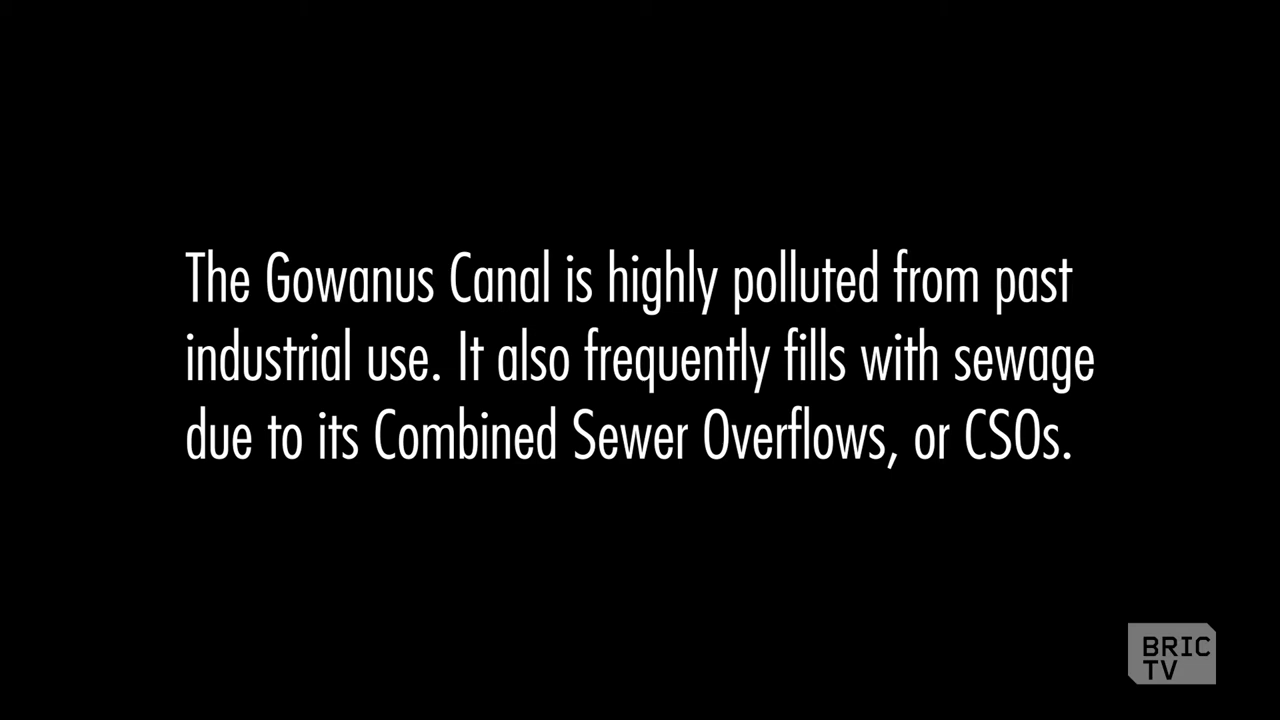 The Gowanus Canal is highly polluted from past
industrial use. It also frequently fills with sewage
due to its Combined Sewer Overflows, or CSOs.
BRIC
TV